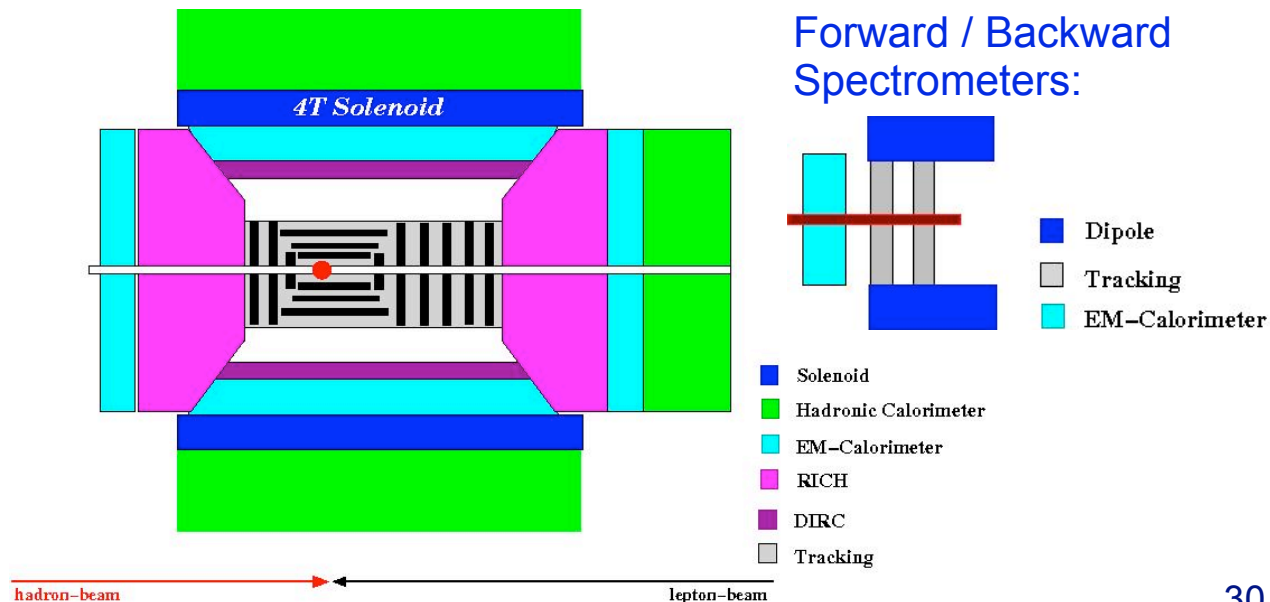 Forward / Backward
Spectrometers:
4T Solenoid
Dipole
Tracking
EM-Calorimeter
Solenoid
Hadronic Calorimeter
EM-Calorimeter
RICH
DIRC
Tracking
hadron-beam
lepton-beam
30